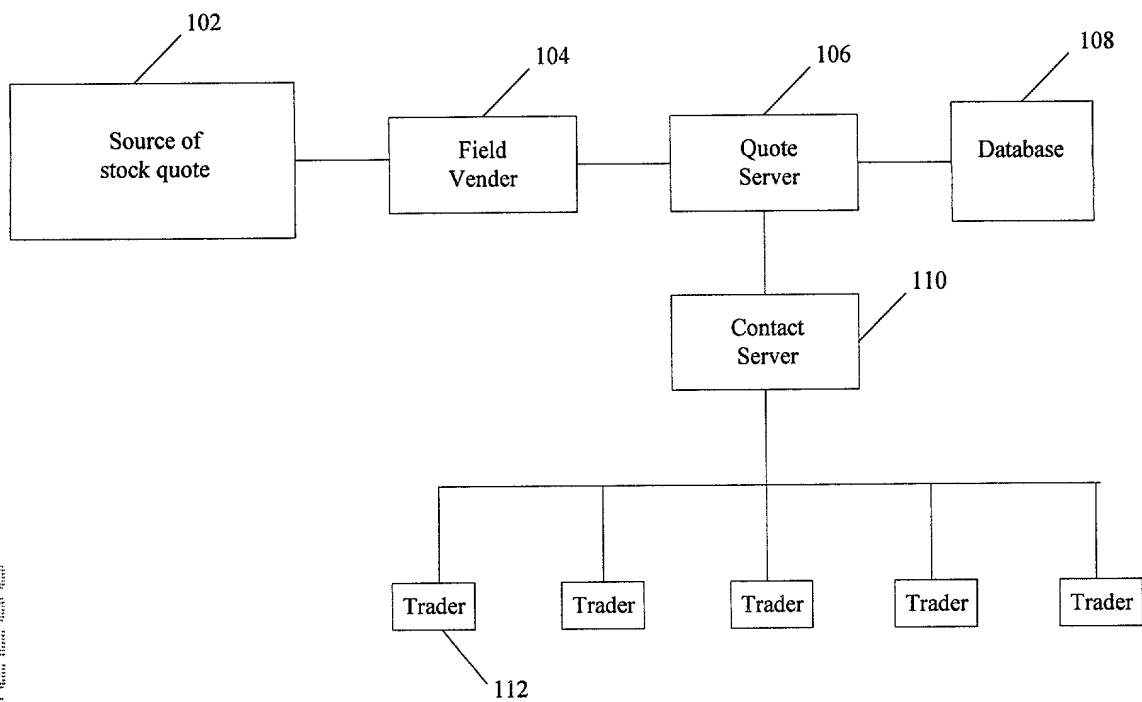 102
104
106
108
Source of
stock quote
Field
Vender
Quote
Server
Database
110
Contact
Server
Trader
Trader
Trader
Trader
Trader
112